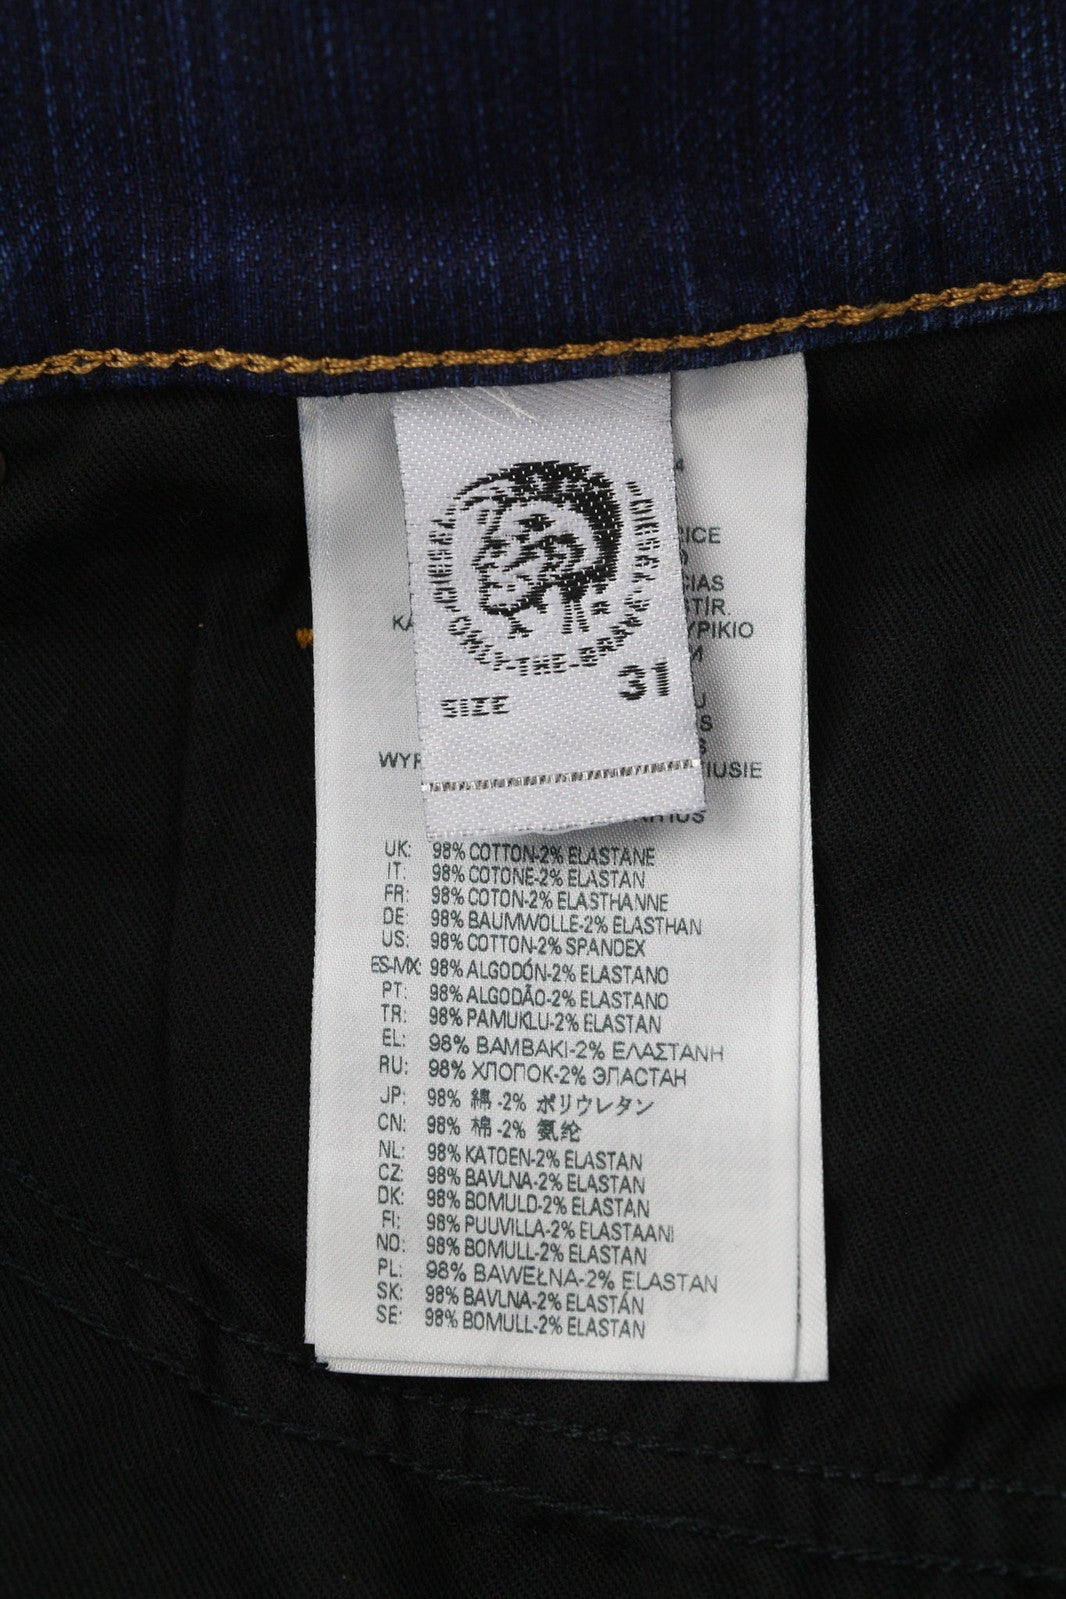 DIESEL
ONLY-THE-BRAVE
SIZE 31
UK: 98% COTTON-2% ELASTANE
IT: 98% COTONE-2% ELASTAN
FR: 98% COTON-2% ELASTHANNE
DE: 98% BAUMWOLLE-2% ELASTHAN
US: 98% COTTON-2% SPANDEX
ES-MX: 98% ALGODÓN-2% ELASTANO
PT: 98% ALGODÃO-2% ELASTANO
TR: 98% PAMUKLU-2% ELASTAN
EL: 98% ΒΑΜΒΑΚΙ-2% ΕΛΑΣΤΑΝΗ
RU: 98% ХЛОПОК-2% ЭЛАСТАН
JP: 98% 綿 -2% ポリウレタン
CN: 98% 棉 -2% 氨纶
NL: 98% KATOEN-2% ELASTAN
CZ: 98% BAVLNA-2% ELASTAN
DK: 98% BOMULD-2% ELASTAN
FI: 98% PUUVILLA-2% ELASTAANI
NO: 98% BOMULL-2% ELASTAN
PL: 98% BAWEŁNA-2% ELASTAN
SK: 98% BAVLNA-2% ELASTÁN
SE: 98% BOMULL-2% ELASTAN